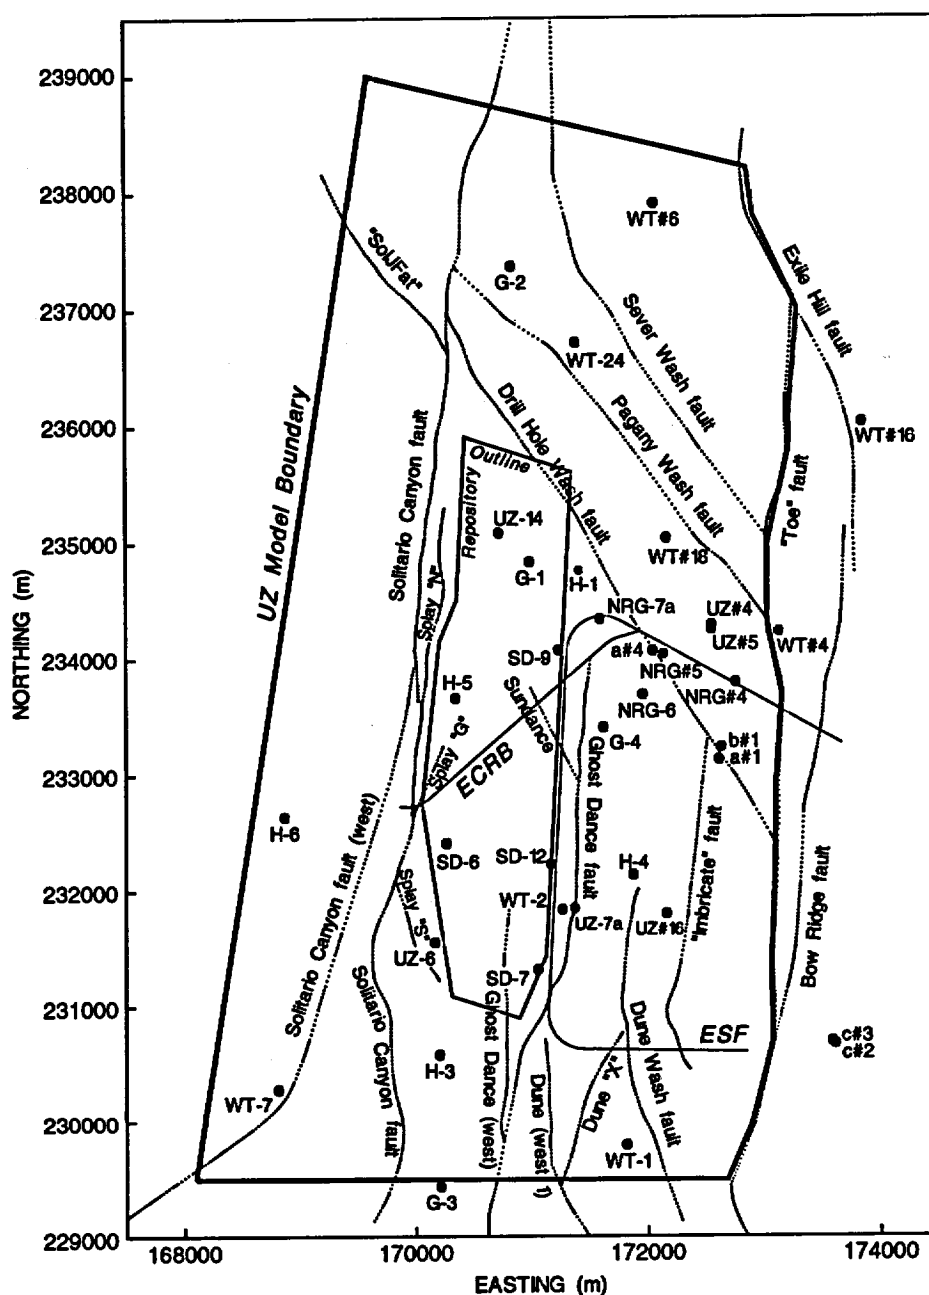 239000
238000
237000
236000
235000
234000
233000
232000
231000
230000
229000
NORTHING (m)
168000
170000
172000
174000
EASTING (m)
UZ Model Boundary
"SolJFat"
WT#6
G-2
WT-24
Sever Wash fault
Exile Hill fault
Pagany Wash fault
Drill Hole Wash fault
WT#16
"Toe" fault
Solitario Canyon fault
Outline
Repository
UZ-14
WT#18
G-1
H-1
Splay "N"
NRG-7a
UZ#4
UZ#5
WT#4
SD-9
a#4
NRG#5
H-5
NRG#4
NRG-6
Sundance
G-4
Splay "G"
ECRB
b#1
a#1
Ghost Dance fault
"Imbricate" fault
H-6
SD-6
SD-12
H-4
WT-2
Solitario Canyon fault (west)
Splay "S"
UZ-7a
UZ#16
Bow Ridge fault
UZ-6
SD-7
Solitario Canyon fault
Ghost Dance (west)
Dune (west 1)
Dune "X"
Dune Wash fault
ESF
c#3
c#2
H-3
WT-7
WT-1
G-3